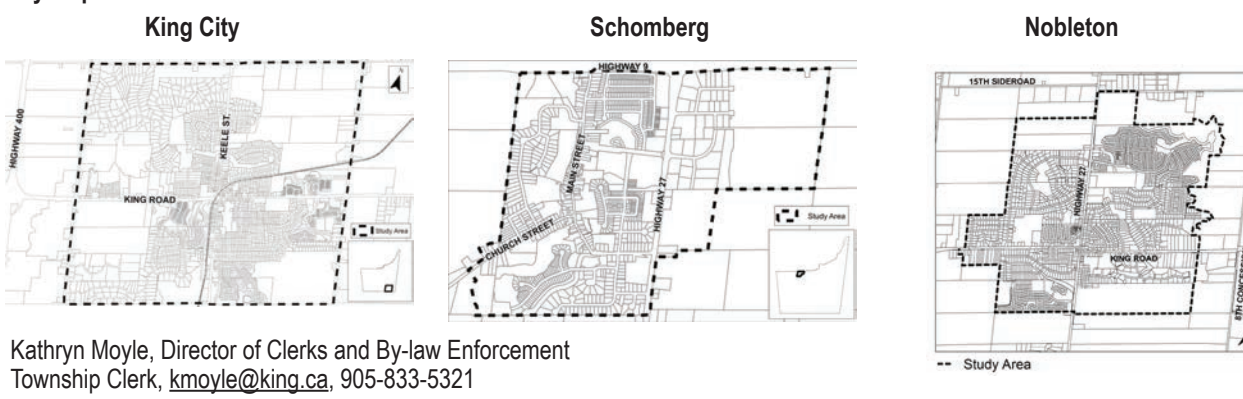 King City
Schomberg
Nobleton
HIGHWAY 400
KEELE ST.
KING ROAD
Study Area
HIGHWAY 9
MAIN STREET
HIGHWAY 27
CHURCH STREET
Study Area
15TH SIDEROAD
HIGHWAY 27
KING ROAD
Study Area
Kathryn Moyle, Director of Clerks and By-law Enforcement
Township Clerk, kmoyle@king.ca, 905-833-5321